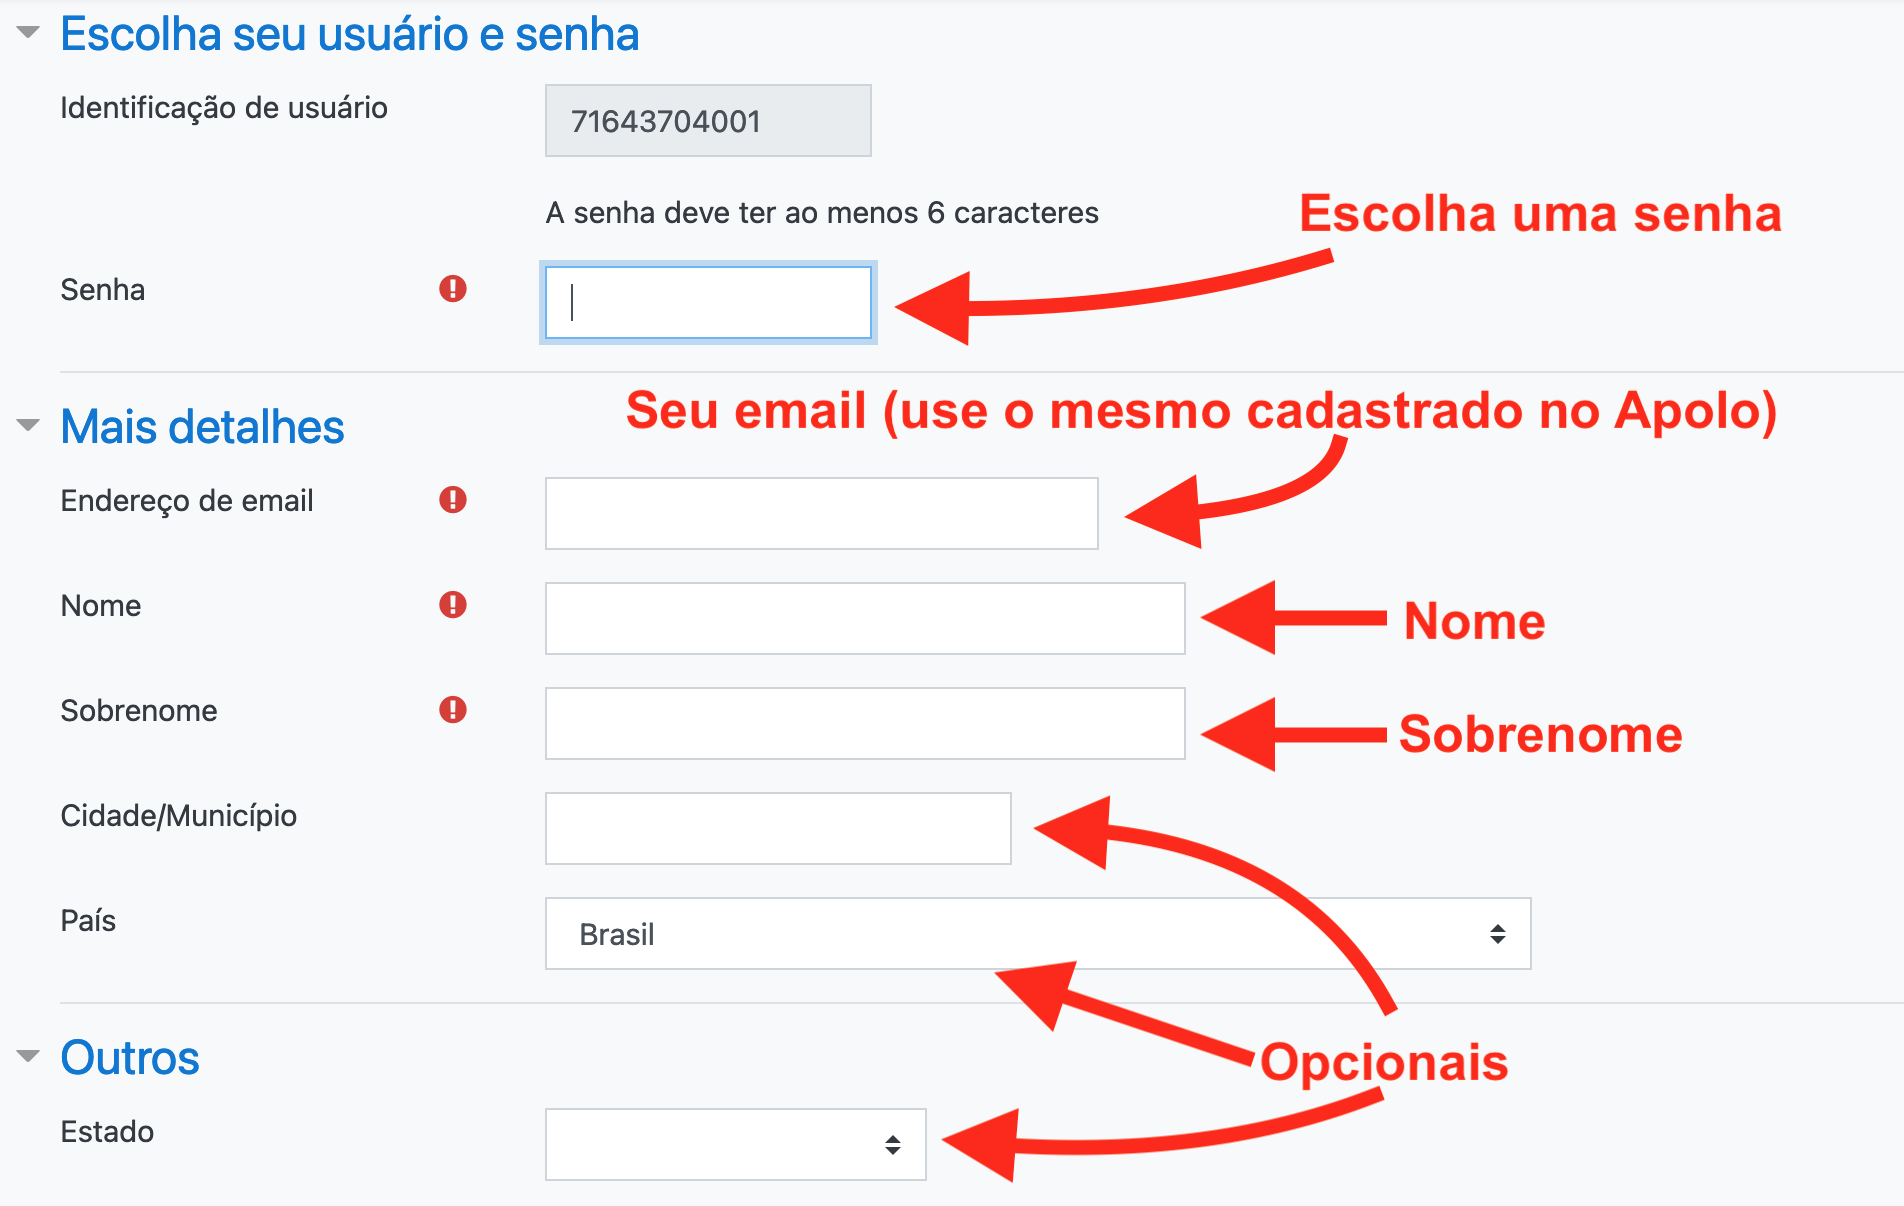 Escolha seu usuário e senha
Identificação de usuário
71643704001
A senha deve ter ao menos 6 caracteres
Escolha uma senha
Senha
Seu email (use o mesmo cadastrado no Apolo)
Mais detalhes
Endereço de email
Nome
Nome
Sobrenome
Sobrenome
Cidade/Município
País
Brasil
Outros
Opcionais
Estado